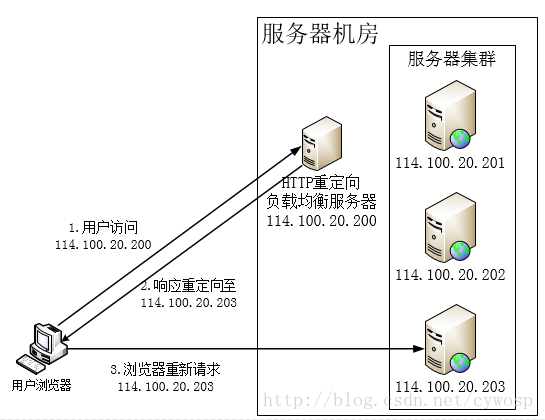 服务器机房
服务器集群
114.100.20.201
HTTP重定向
负载均衡服务器
114.100.20.200
1.用户访问
114.100.20.200
114.100.20.202
2.响应重定向至
114.100.20.203
3.浏览器重新请求
114.100.20.203
用户浏览器
114.100.20.203
http://blog.csdn.net/cywosp